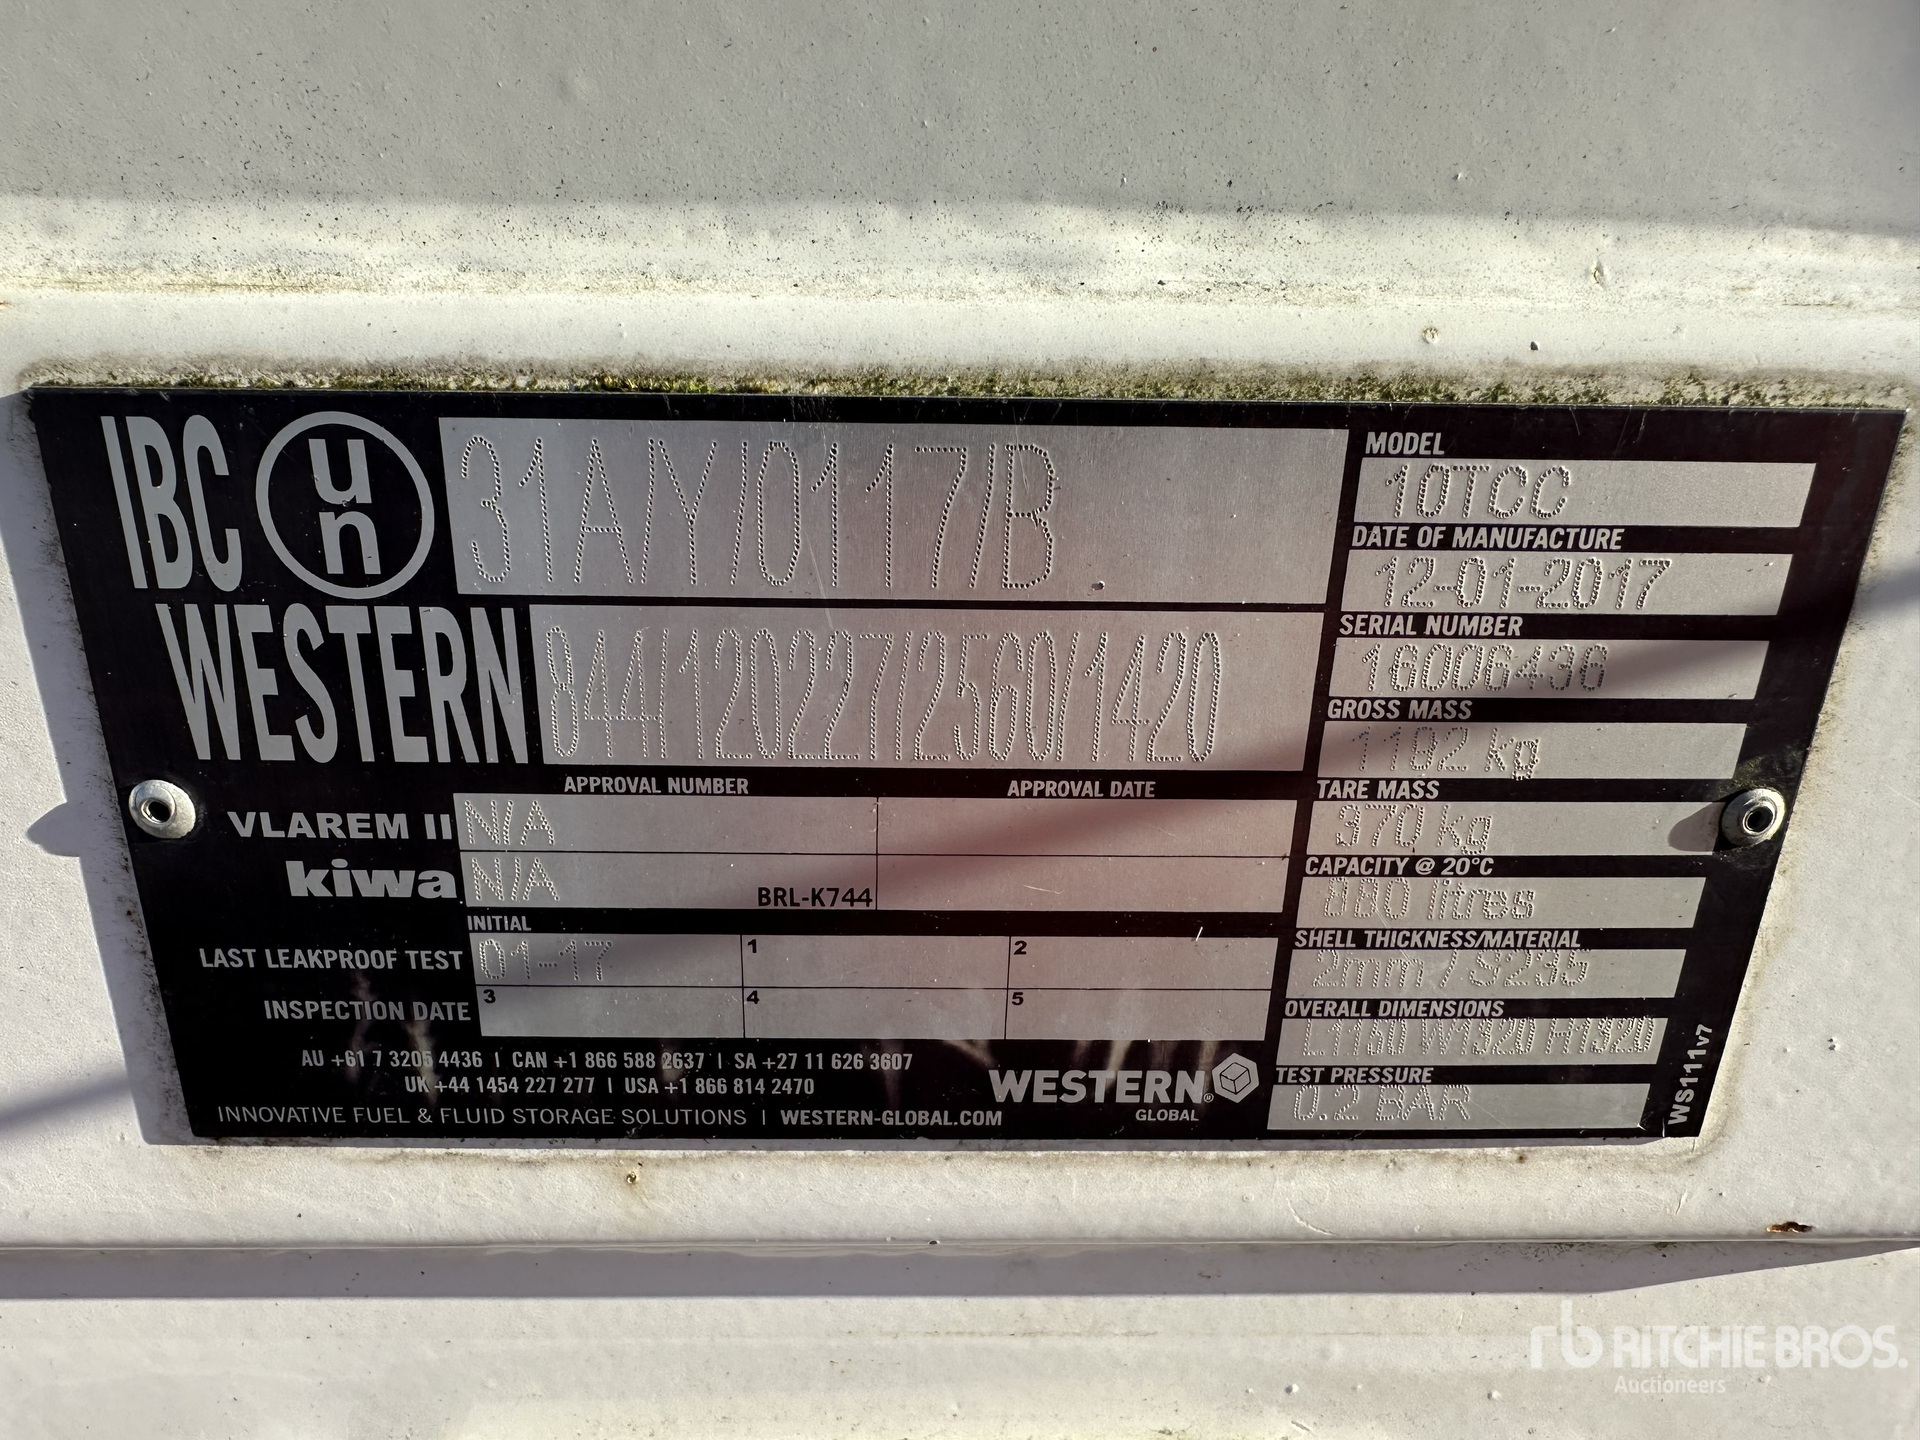 IBC un 31A/Y/0117/B
WESTERN 844/120227/2560/1420
APPROVAL NUMBER APPROVAL DATE
VLAREM II N/A
kiwa N/A BRL-K744
INITIAL
LAST LEAKPROOF TEST 01-17 1 2
INSPECTION DATE 3 4 5
AU +61 7 3205 4436 | CAN +1 866 588 2637 | SA +27 11 626 3607
UK +44 1454 227 277 | USA +1 866 814 2470
INNOVATIVE FUEL & FLUID STORAGE SOLUTIONS | WESTERN-GLOBAL.COM
WESTERN®
GLOBAL
MODEL
10TCC
DATE OF MANUFACTURE
12-01-2017
SERIAL NUMBER
16006436
GROSS MASS
1192 kg
TARE MASS
370 kg
CAPACITY @ 20°C
880 litres
SHELL THICKNESS/MATERIAL
2mm / S235
OVERALL DIMENSIONS
L1160 W1920 H1920
TEST PRESSURE
0.2 BAR
WS111v7
rb RITCHIE BROS.
Auctioneers